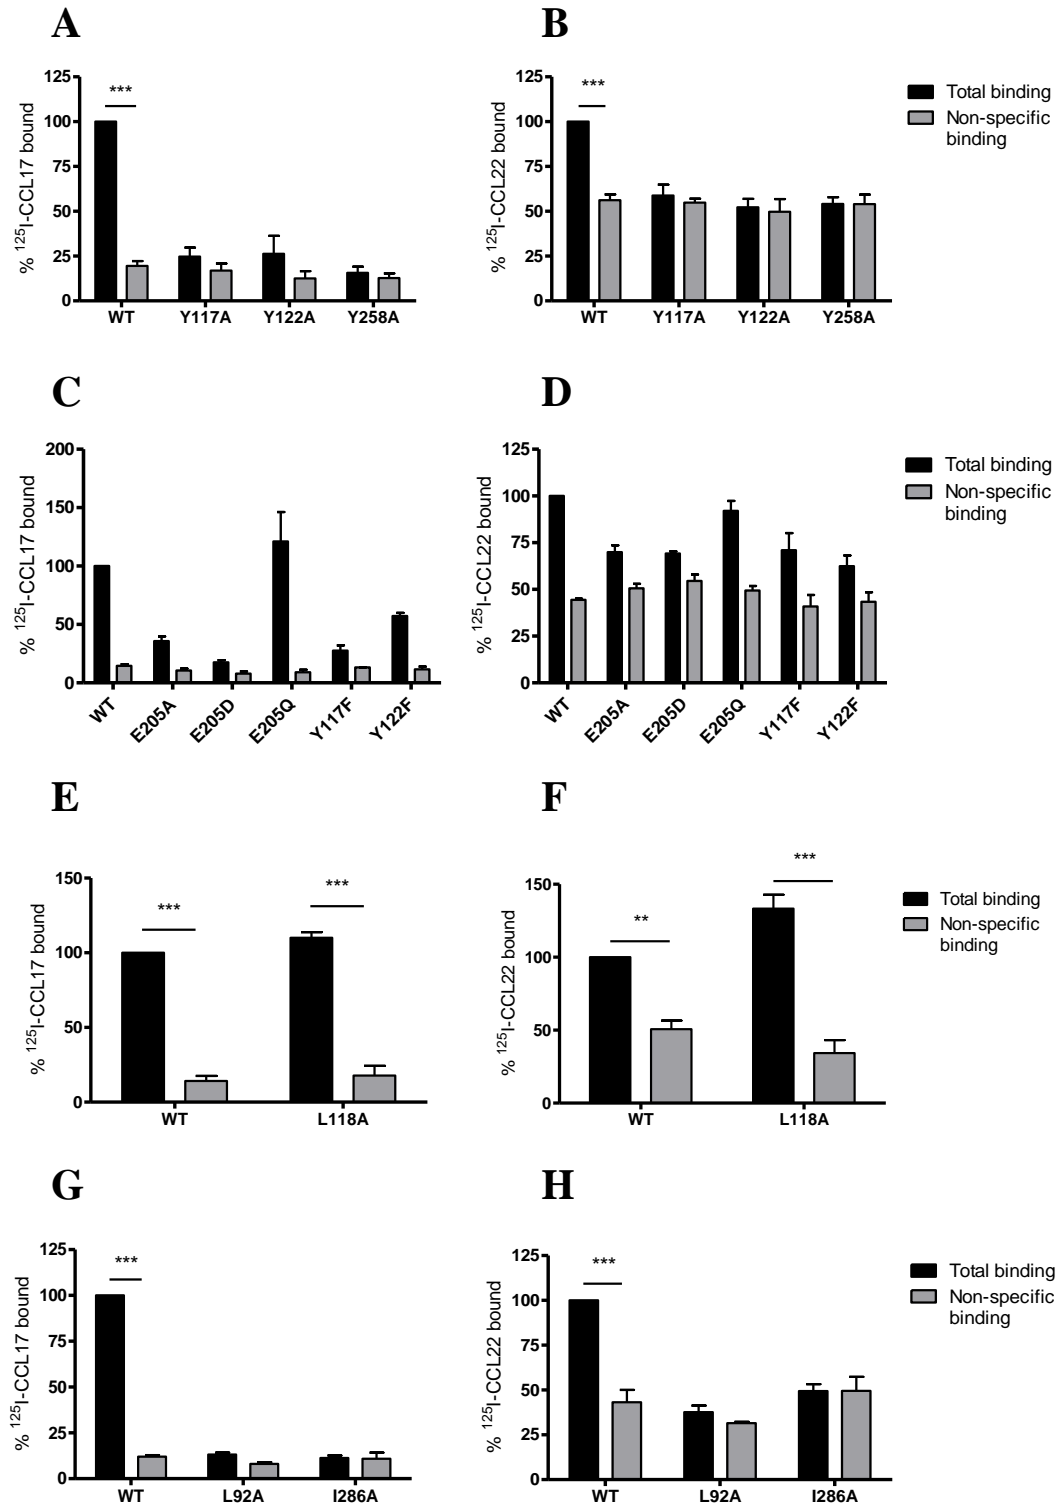 A
B
% 125I-CCL17 bound
125
100
75
50
25
0
***
WT
Y117A
Y122A
Y258A
% 125I-CCL22 bound
125
100
75
50
25
0
***
WT
Y117A
Y122A
Y258A
Total binding
Non-specific
binding
C
D
% 125I-CCL17 bound
200
150
100
50
0
WT
E205A
E205D
E205Q
Y117F
Y122F
% 125I-CCL22 bound
125
100
75
50
25
0
WT
E205A
E205D
E205Q
Y117F
Y122F
Total binding
Non-specific
binding
E
F
% 125I-CCL17 bound
150
100
50
0
***
***
WT
L118A
% 125I-CCL22 bound
150
100
50
0
**
***
WT
L118A
Total binding
Non-specific
binding
G
H
% 125I-CCL17 bound
125
100
75
50
25
0
***
WT
L92A
I286A
% 125I-CCL22 bound
125
100
75
50
25
0
***
WT
L92A
I286A
Total binding
Non-specific
binding